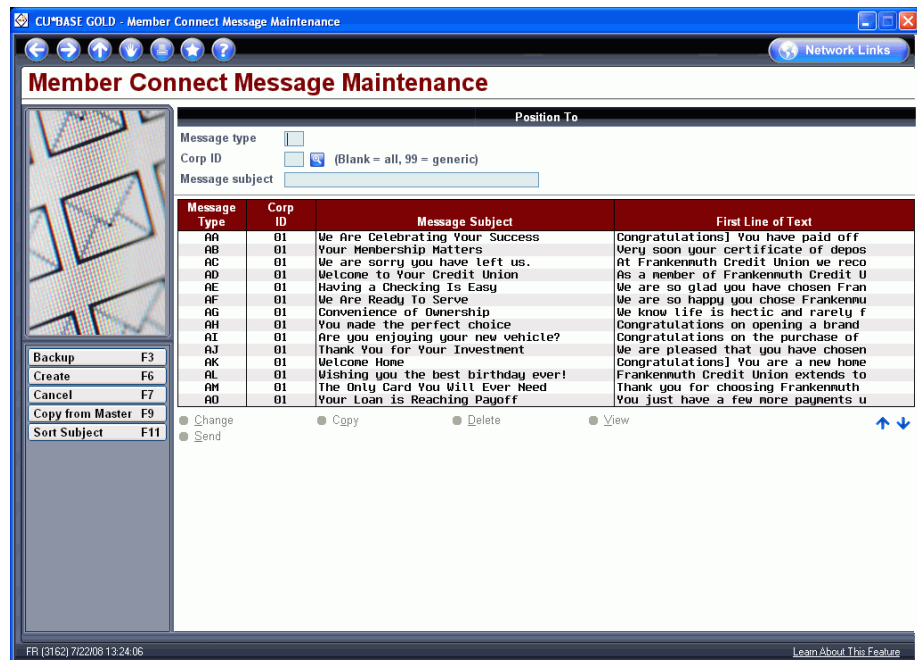 CU*BASE GOLD - Member Connect Message Maintenance
Network Links
Member Connect Message Maintenance
Position To
Message type
Corp ID (Blank = all, 99 = generic)
Message subject
Message Type Corp ID Message Subject First Line of Text
AA 01 We Are Celebrating Your Success Congratulations] You have paid off
AB 01 Your Membership Matters Very soon your certificate of depos
AC 01 We are sorry you have left us. At Frankenmuth Credit Union we reco
AD 01 Welcome to Your Credit Union As a member of Frankenmuth Credit U
AE 01 Having a Checking Is Easy We are so glad you have chosen Fran
AF 01 We Are Ready To Serve We are so happy you chose Frankenmu
AG 01 Convenience of Ownership We know life is hectic and rarely f
AH 01 You made the perfect choice Congratulations on opening a brand
AI 01 Are you enjoying your new vehicle? Congratulations on the purchase of
AJ 01 Thank You for Your Investment We are pleased that you have chosen
AK 01 Welcome Home Congratulations] You are a new home
AL 01 Wishing you the best birthday ever! Frankenmuth Credit Union extends to
AM 01 The Only Card You Will Ever Need Thank you for choosing Frankenmuth
AO 01 Your Loan is Reaching Payoff You just have a few more payments u
Backup F3
Create F6
Cancel F7
Copy from Master F9
Sort Subject F11
Change Copy Delete View
Send
FR (3162) 7/22/08 13:24:06
Learn About This Feature